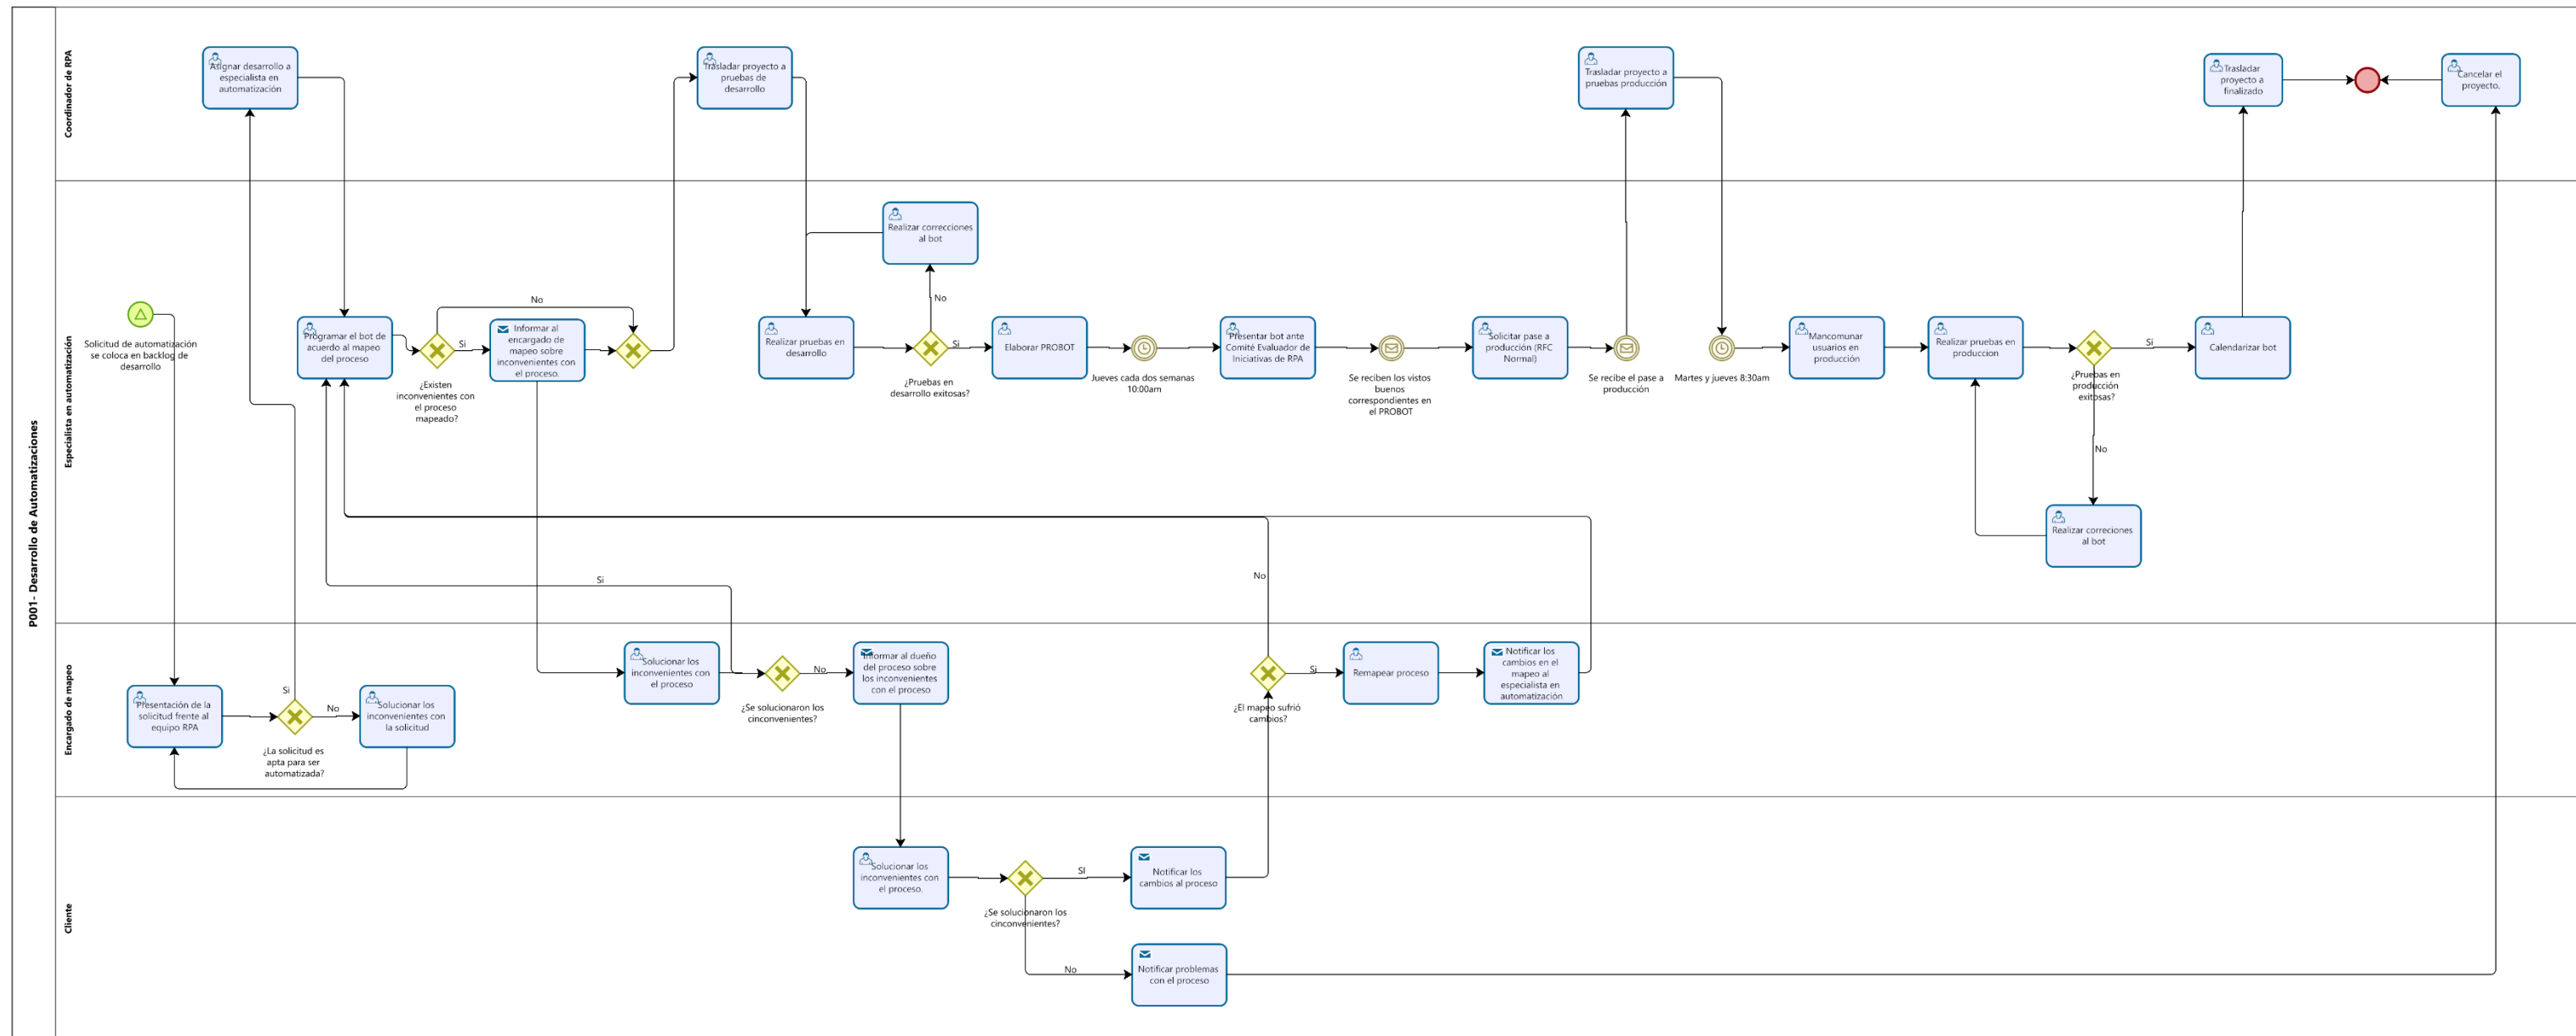 P001- Desarrollo de Automatizaciones
Coordinador de RPA
Asignar desarrollo a
especialista en
automatización
Trasladar proyecto a
pruebas de
desarrollo
Trasladar proyecto a
pruebas producción
Trasladar
proyecto a
finalizado
Cancelar el
proyecto.
Especialista en automatización
Solicitud de automatización
se coloca en backlog de
desarrollo
Programar el bot de
acuerdo al mapeo
del proceso
¿Existen
inconvenientes con
el proceso
mapeado?
No
Si
Informar al
encargado de
mapeo sobre
inconvenientes con
el proceso.
Realizar correcciones
al bot
No
Realizar pruebas en
desarrollo
¿Pruebas en
desarrollo exitosas?
Si
Elaborar PROBOT
Jueves cada dos semanas
10:00am
Presentar bot ante
Comité Evaluador de
Iniciativas de RPA
Se reciben los vistos
buenos
correspondientes en
el PROBOT
Solicitar pase a
producción (RFC
Normal)
Se recibe el pase a
producción
Martes y jueves 8:30am
Mancomunar
usuarios en
producción
Realizar pruebas en
produccion
¿Pruebas en
producción
exitosas?
Si
Calendarizar bot
No
Realizar correciones
al bot
Si
No
Encargado de mapeo
Presentación de la
solicitud frente al
equipo RPA
Si
¿La solicitud es
apta para ser
automatizada?
No
Solucionar los
inconvenientes con
la solicitud
Solucionar los
inconvenientes con
el proceso
¿Se solucionaron los
cinconvenientes?
No
Informar al dueño
del proceso sobre
los inconvenientes
con el proceso
¿El mapeo sufrió
cambios?
Si
Remapear proceso
Notificar los
cambios en el
mapeo al
especialista en
automatización
Cliente
Solucionar los
inconvenientes con
el proceso.
¿Se solucionaron los
cinconvenientes?
SI
Notificar los
cambios al proceso
No
Notificar problemas
con el proceso